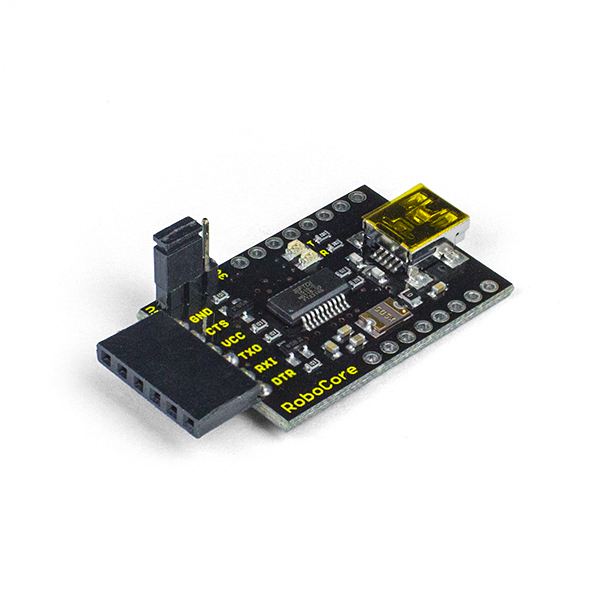 GND
CTS
VCC
TXO
RXI
DTR
RoboCore
T
R